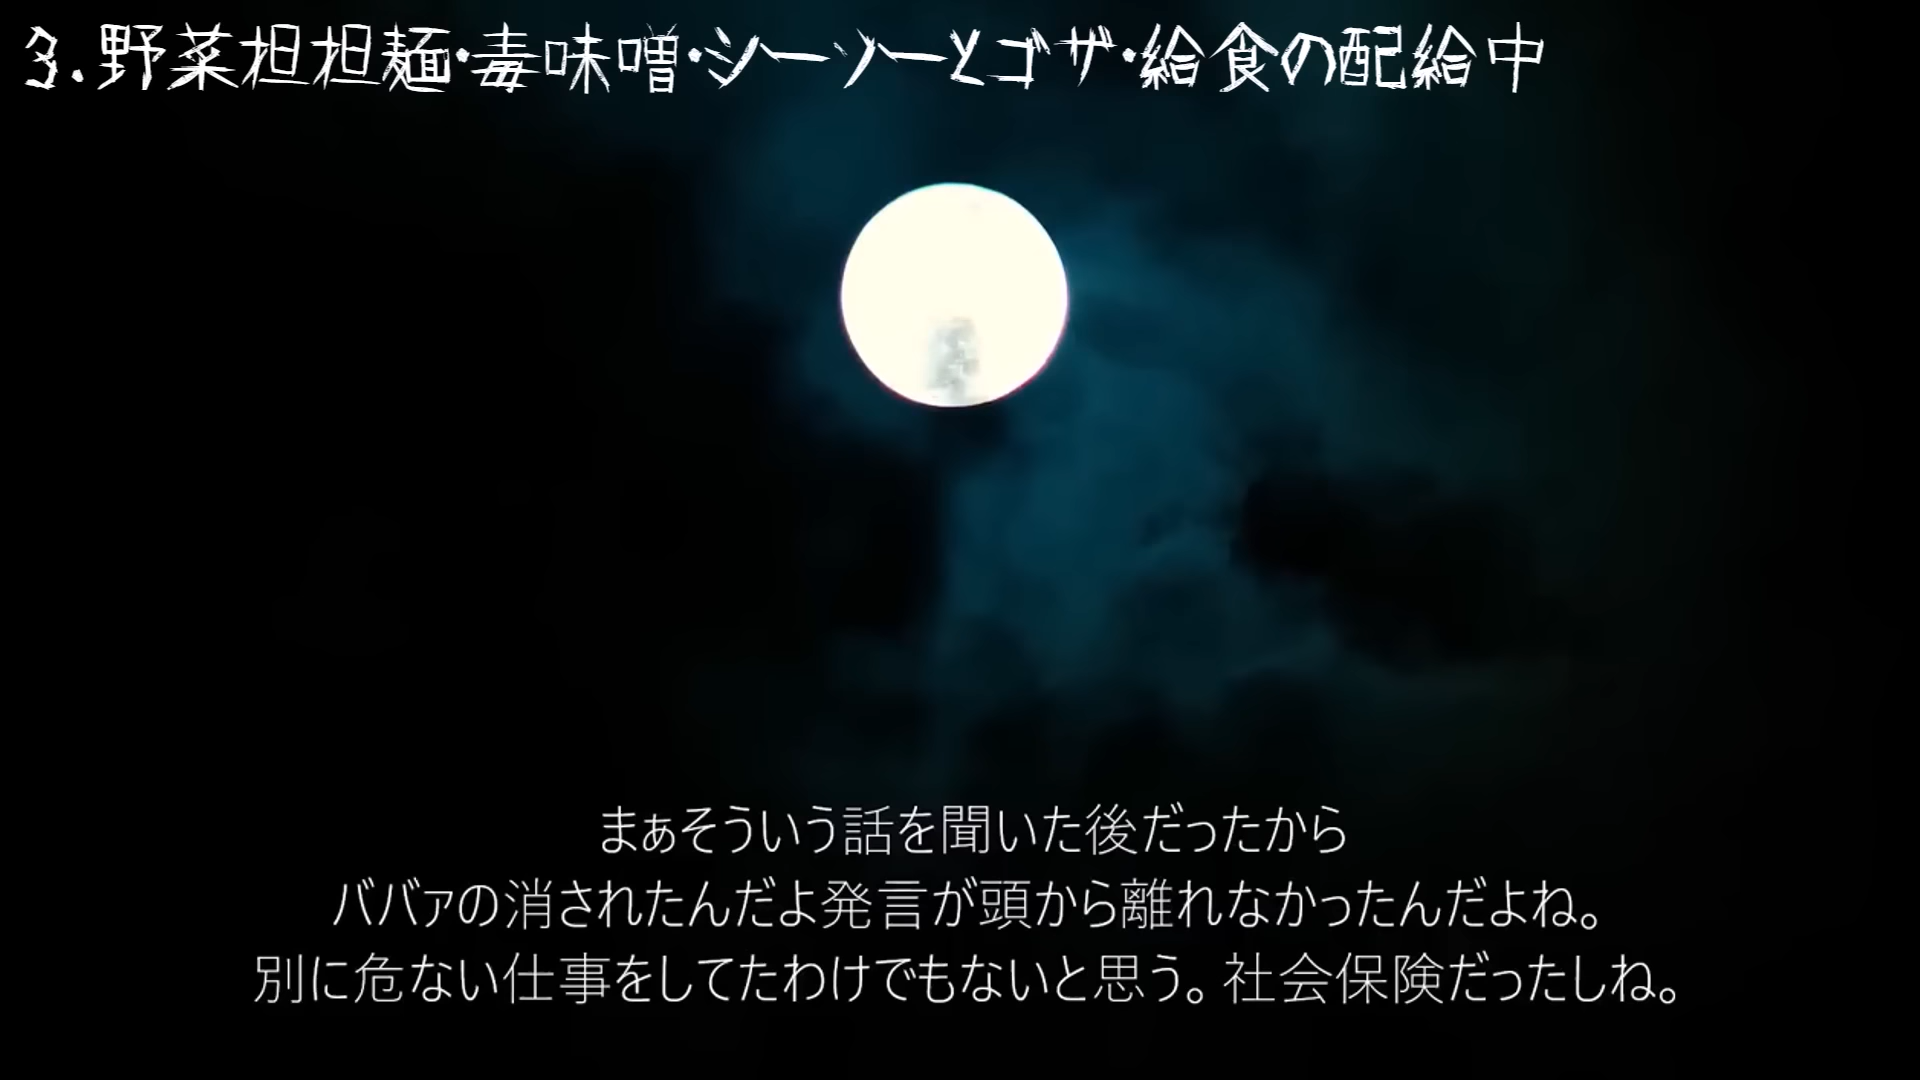 3.野菜担担麺・毒味噌・シーソーとゴザ・給食の配給中
まぁそういう話を聞いた後だったから
ババァの消されたんだよ発言が頭から離れなかったんだよね。
別に危ない仕事をしてたわけでもないと思う。社会保険だったしね。